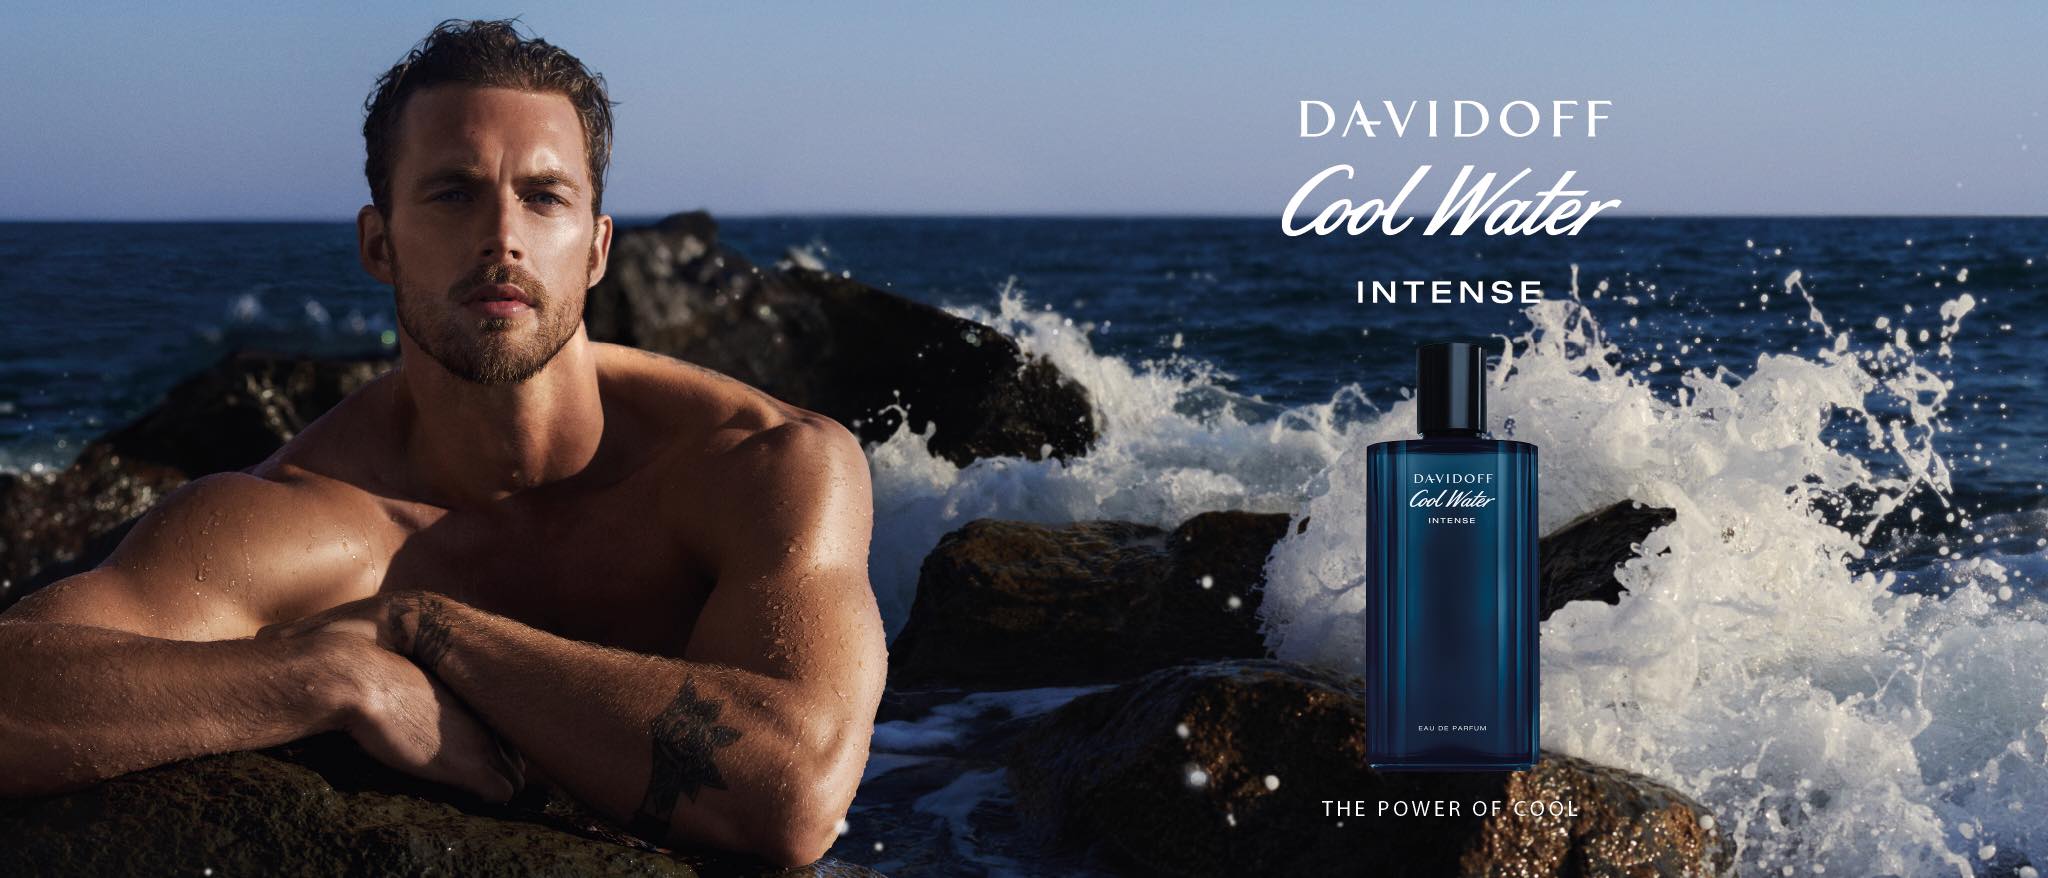 DAVIDOFF
Cool Water
INTENSE
DAVIDOFF
Cool Water
INTENSE
EAU DE PARFUM
THE POWER OF COOL